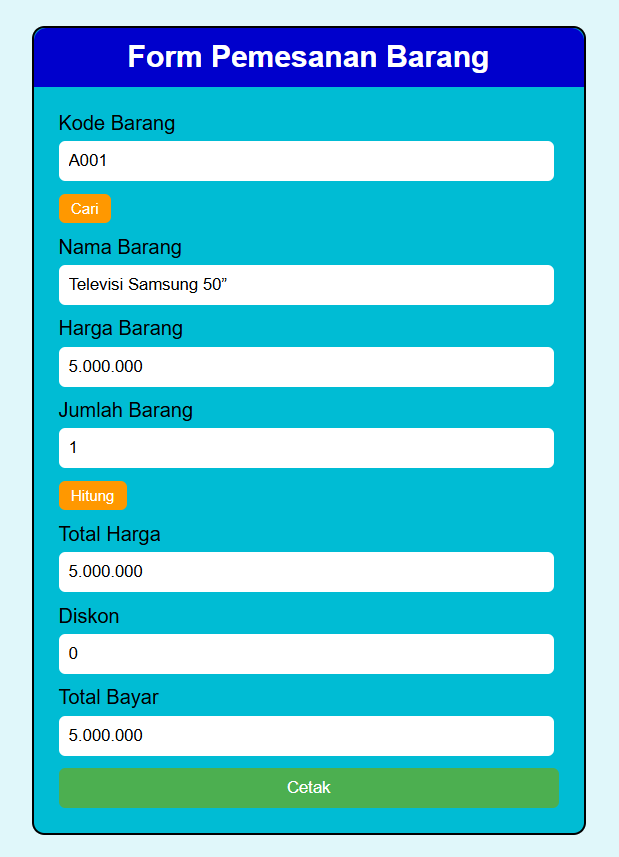 Form Pemesanan Barang
Kode Barang
A001
Cari
Nama Barang
Televisi Samsung 50”
Harga Barang
5.000.000
Jumlah Barang
1
Hitung
Total Harga
5.000.000
Diskon
0
Total Bayar
5.000.000
Cetak